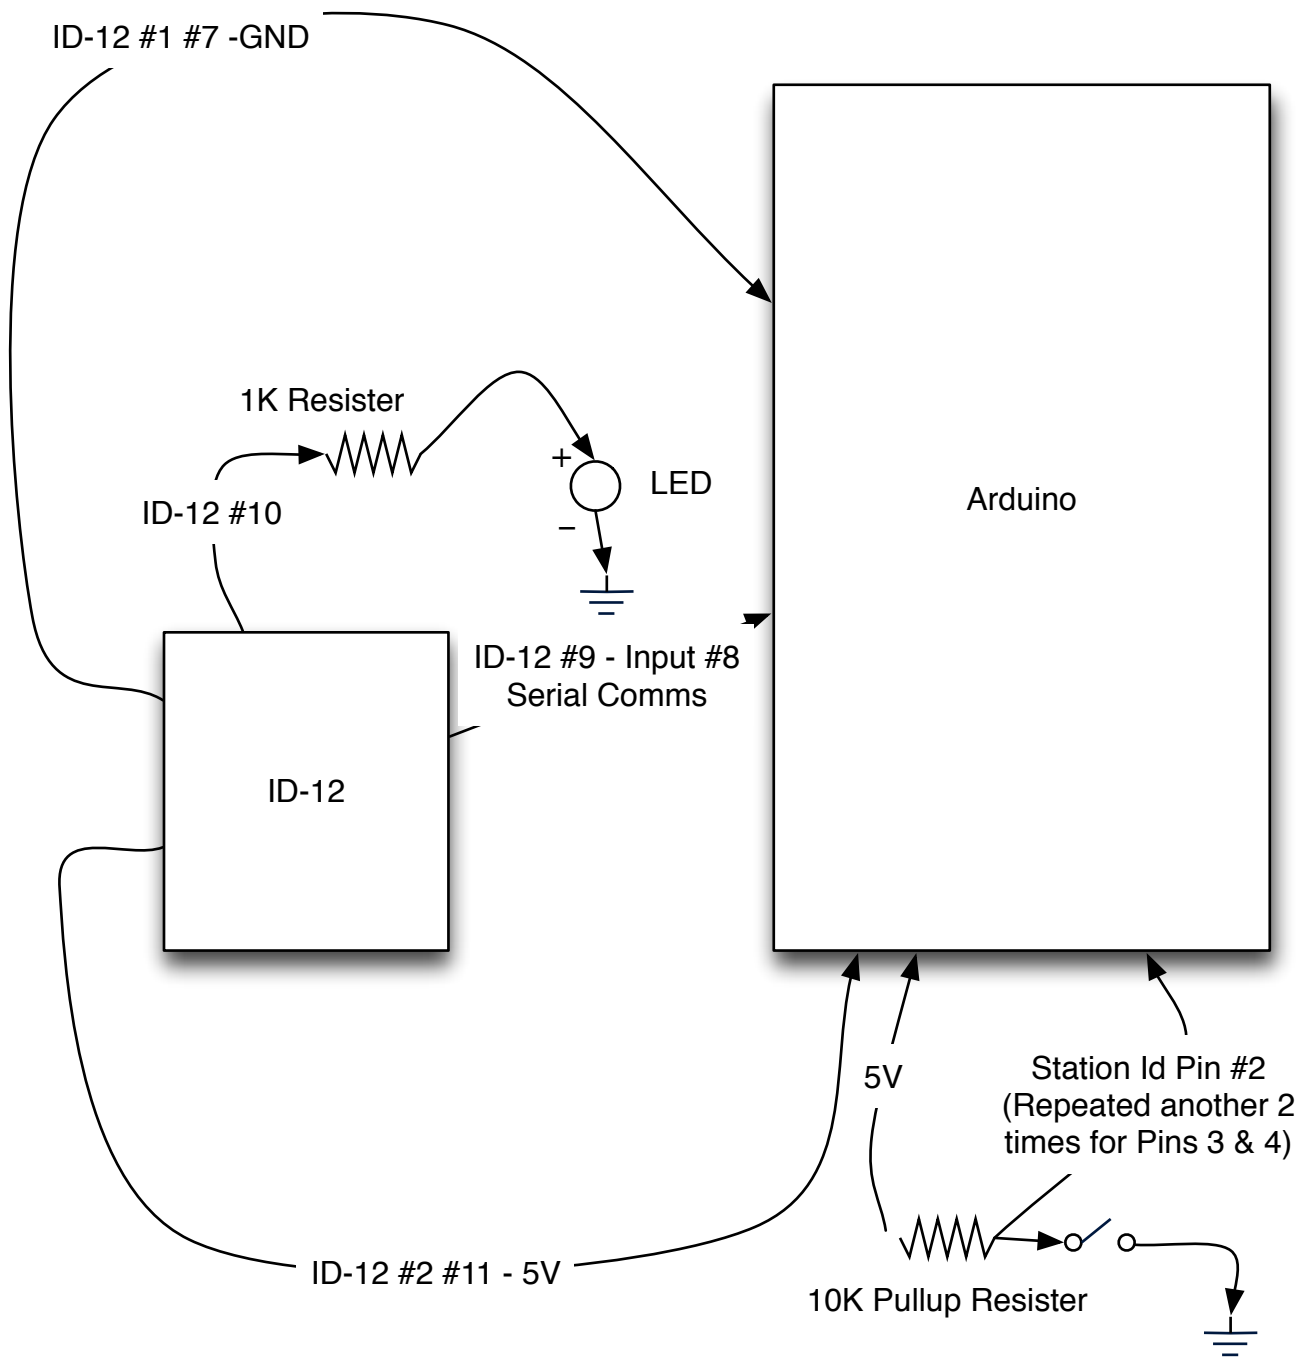 ID-12 #1 #7 -GND
1K Resister
+
LED
ID-12 #10
–
Arduino
ID-12 #9 - Input #8
Serial Comms
ID-12
5V
Station Id Pin #2
(Repeated another 2
times for Pins 3 & 4)
ID-12 #2 #11 - 5V
10K Pullup Resister